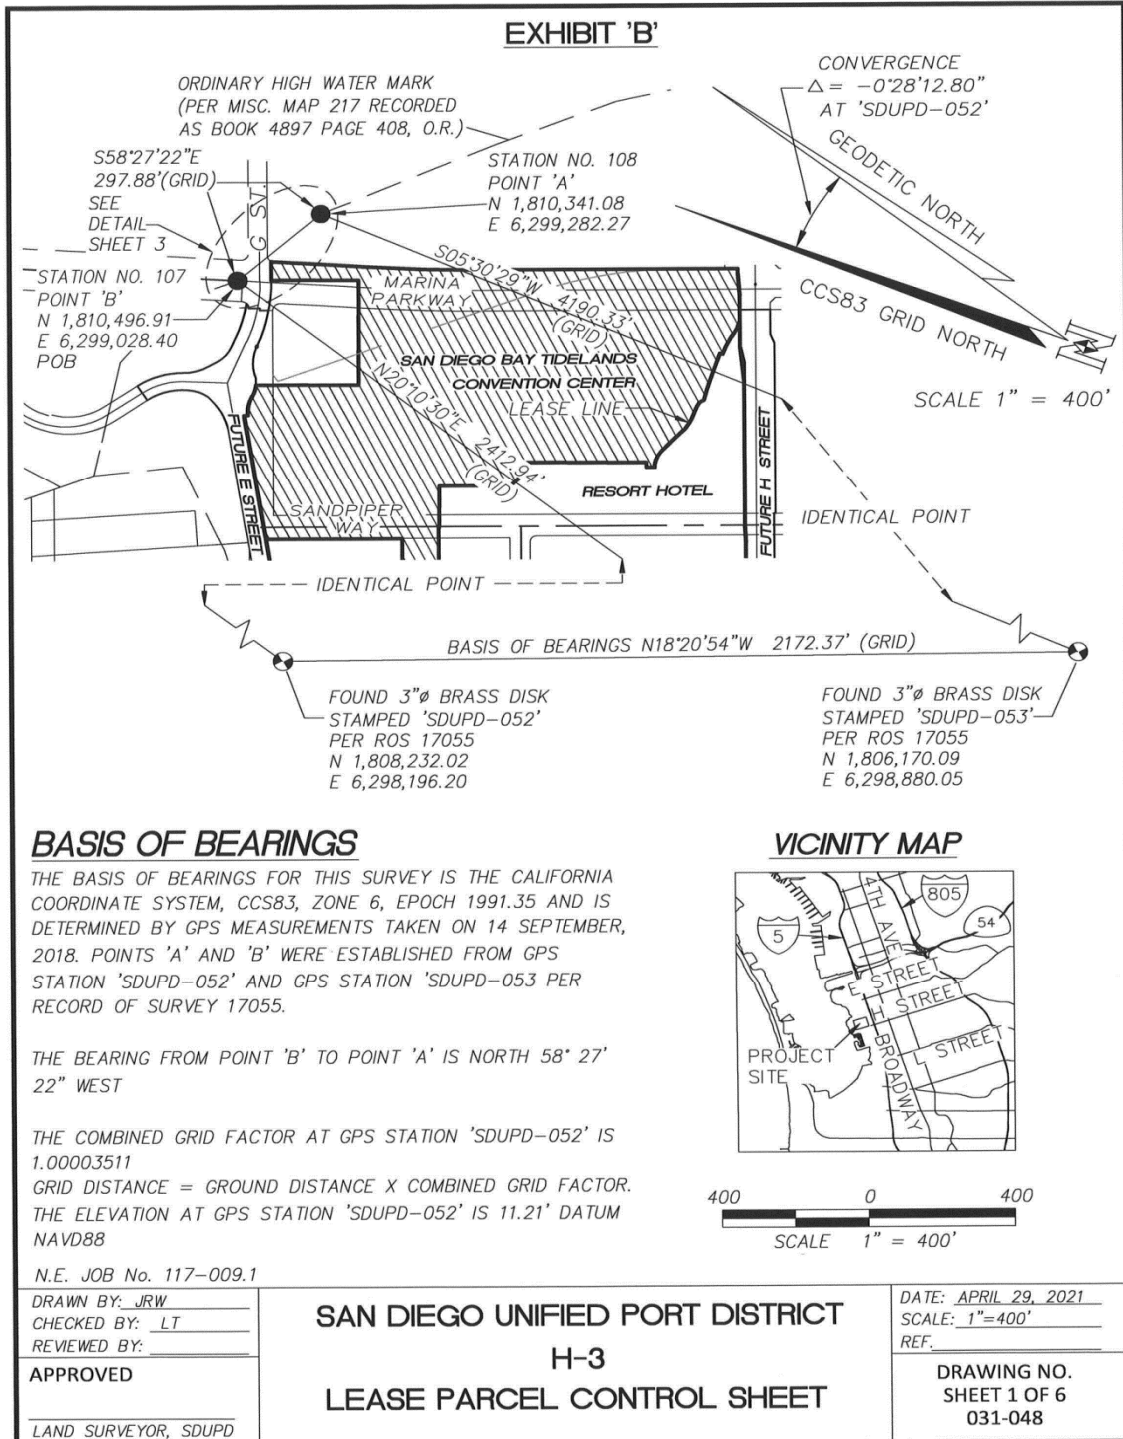 EXHIBIT 'B'
ORDINARY HIGH WATER MARK
(PER MISC. MAP 217 RECORDED
AS BOOK 4897 PAGE 408, O.R.)
CONVERGENCE
Δ = -0°28'12.80"
AT 'SDUPD-052'
GEODETIC NORTH
CCS83 GRID NORTH
SCALE 1" = 400'
S58°27'22"E
297.88'(GRID)
SEE
DETAIL
SHEET 3
G ST.
STATION NO. 108
POINT 'A'
N 1,810,341.08
E 6,299,282.27
STATION NO. 107
POINT 'B'
N 1,810,496.91
E 6,299,028.40
POB
S05°30'29"W 4190.33'
(GRID)
MARINA
PARKWAY
SAN DIEGO BAY TIDELANDS
CONVENTION CENTER
LEASE LINE
N20°10'30"E 2412.94'
(GRID)
RESORT HOTEL
SANDPIPER
WAY
FUTURE E STREET
FUTURE H STREET
IDENTICAL POINT
IDENTICAL POINT
BASIS OF BEARINGS N18°20'54"W 2172.37' (GRID)
FOUND 3"ø BRASS DISK
STAMPED 'SDUPD-052'
PER ROS 17055
N 1,808,232.02
E 6,298,196.20
FOUND 3"ø BRASS DISK
STAMPED 'SDUPD-053'
PER ROS 17055
N 1,806,170.09
E 6,298,880.05
BASIS OF BEARINGS
THE BASIS OF BEARINGS FOR THIS SURVEY IS THE CALIFORNIA
COORDINATE SYSTEM, CCS83, ZONE 6, EPOCH 1991.35 AND IS
DETERMINED BY GPS MEASUREMENTS TAKEN ON 14 SEPTEMBER,
2018. POINTS 'A' AND 'B' WERE ESTABLISHED FROM GPS
STATION 'SDUPD-052' AND GPS STATION 'SDUPD-053 PER
RECORD OF SURVEY 17055.
THE BEARING FROM POINT 'B' TO POINT 'A' IS NORTH 58° 27'
22" WEST
THE COMBINED GRID FACTOR AT GPS STATION 'SDUPD-052' IS
1.00003511
GRID DISTANCE = GROUND DISTANCE X COMBINED GRID FACTOR.
THE ELEVATION AT GPS STATION 'SDUPD-052' IS 11.21' DATUM
NAVD88
N.E. JOB No. 117-009.1
VICINITY MAP
5
805
54
4TH AVE
E STREET
H STREET
L STREET
BROADWAY
PROJECT
SITE
400 0 400
SCALE 1" = 400'
DRAWN BY: JRW
CHECKED BY: LT
REVIEWED BY:
APPROVED
LAND SURVEYOR, SDUPD
SAN DIEGO UNIFIED PORT DISTRICT
H-3
LEASE PARCEL CONTROL SHEET
DATE: APRIL 29, 2021
SCALE: 1"=400'
REF.
DRAWING NO.
SHEET 1 OF 6
031-048